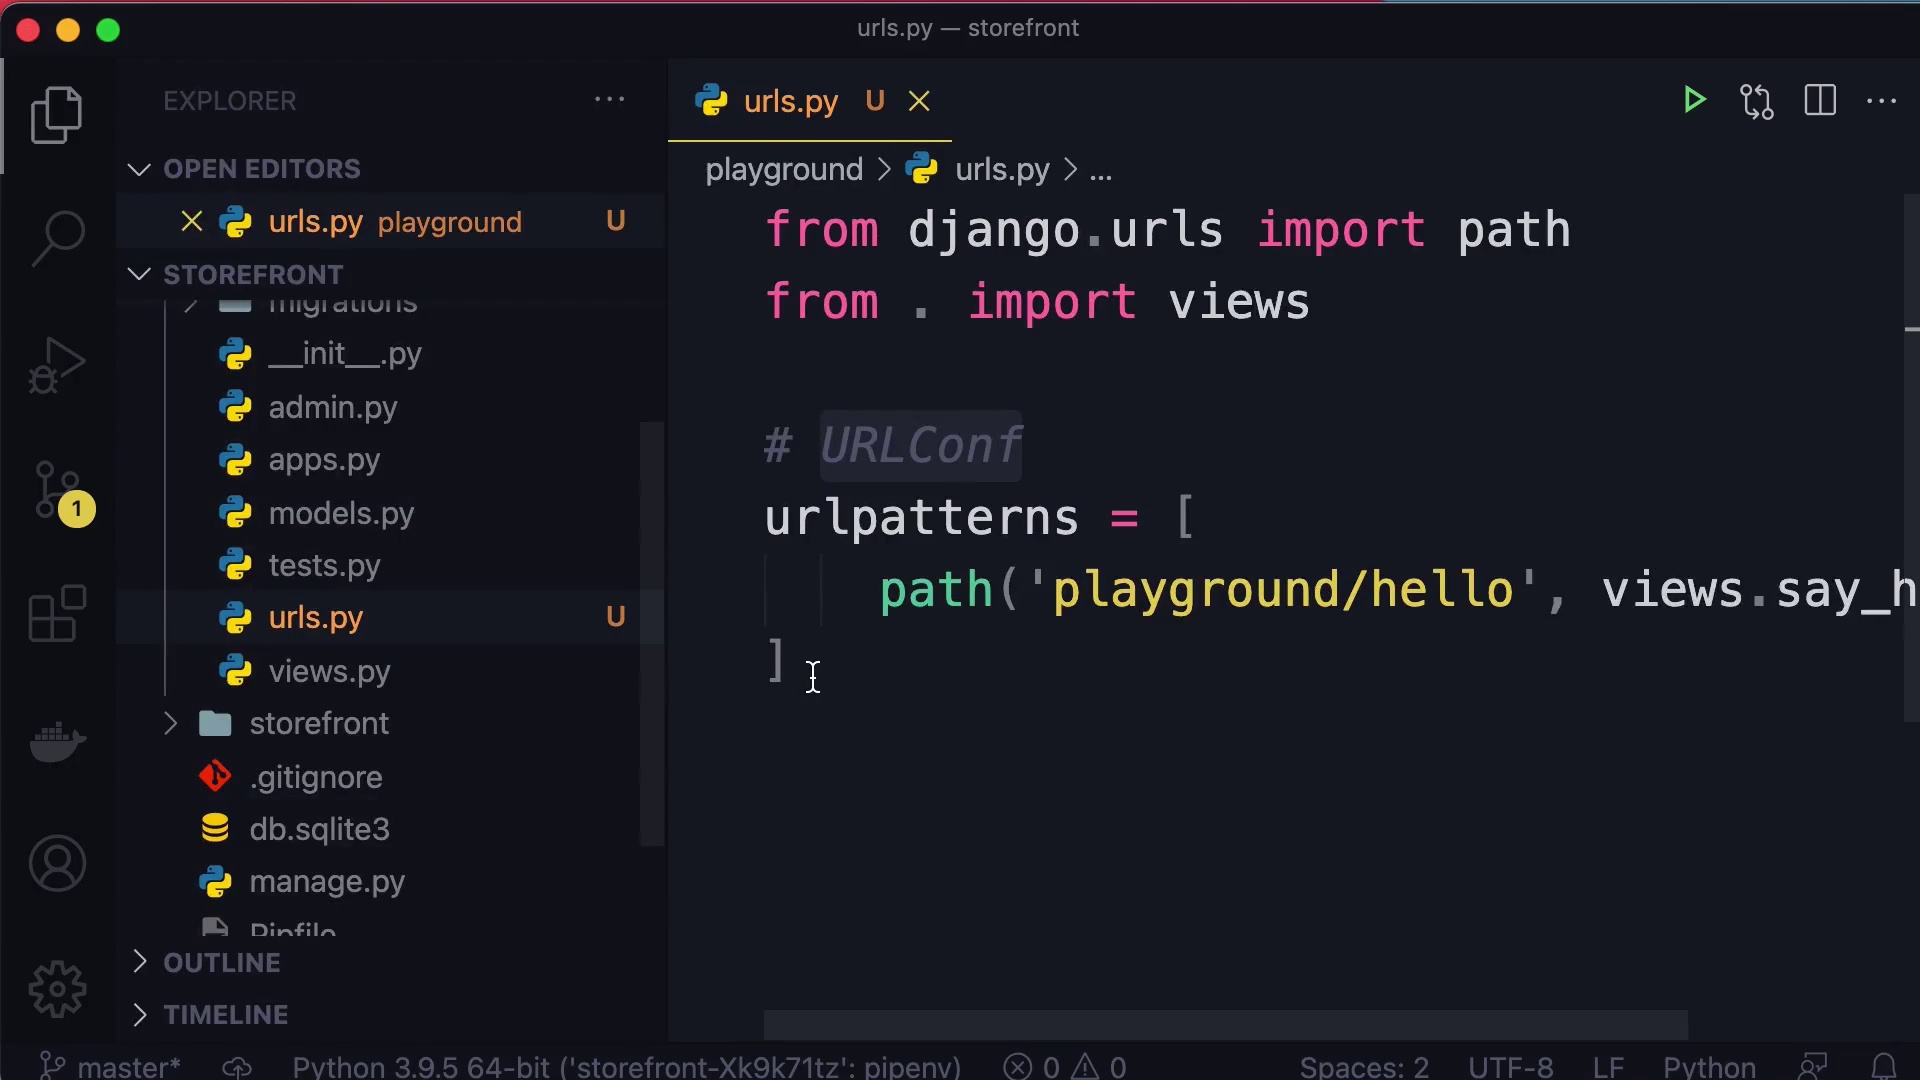 urls.py — storefront
EXPLORER
OPEN EDITORS
urls.py playground U
STOREFRONT
migrations
__init__.py
admin.py
apps.py
models.py
tests.py
urls.py U
views.py
storefront
.gitignore
db.sqlite3
manage.py
Pipfile
OUTLINE
TIMELINE
1
urls.py U
playground > urls.py > ...
from django.urls import path
from . import views
# URLConf
urlpatterns = [
path('playground/hello', views.say_h
]
master* Python 3.9.5 64-bit ('storefront-Xk9k71tz': pipenv) 0 0 Spaces: 2 UTF-8 LF Python